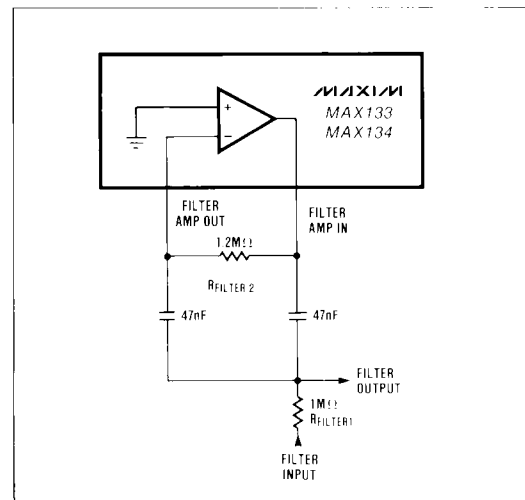 MAXIM
MAX133
MAX134
+
−
FILTER
AMP OUT
FILTER
AMP IN
1.2MΩ
RFILTER 2
47nF
47nF
FILTER
OUTPUT
1MΩ
RFILTER1
FILTER
INPUT